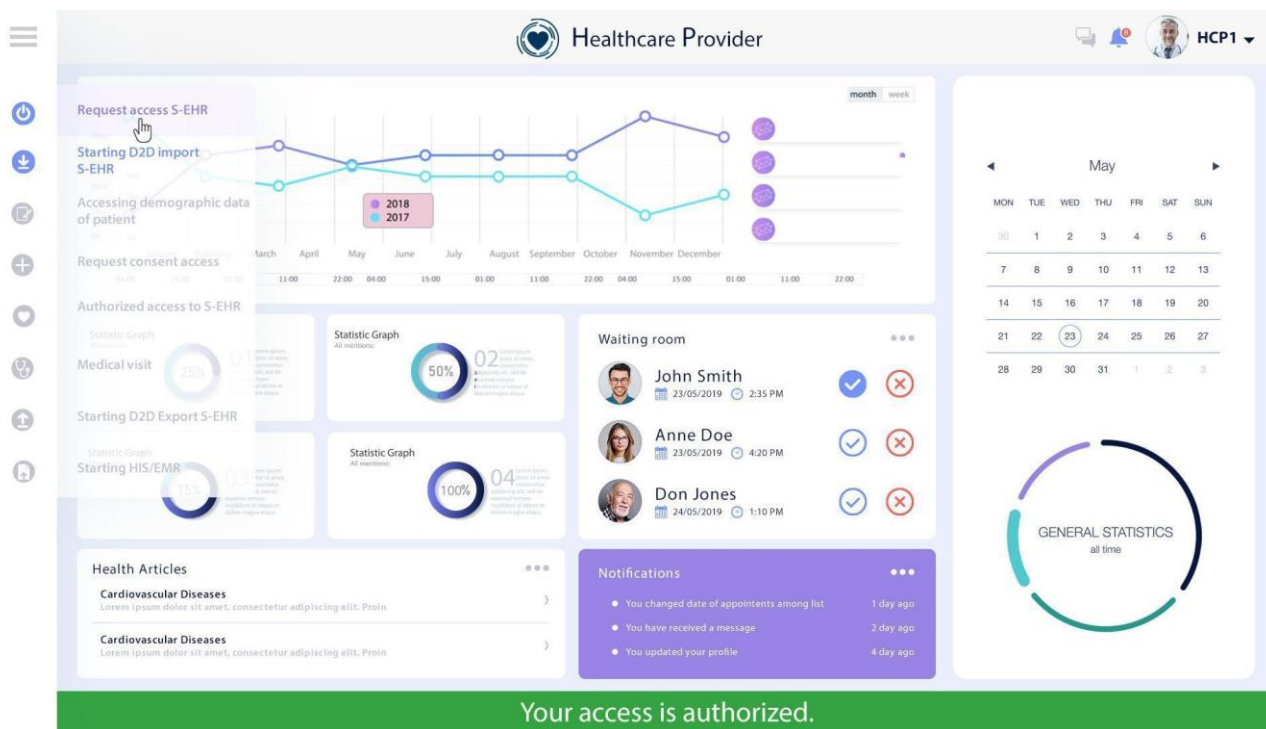 Healthcare Provider
8
HCP1
Request access S-EHR
Starting D2D import
S-EHR
Accessing demographic data
of patient
Request consent access
Authorized access to S-EHR
Medical visit
Starting D2D Export S-EHR
Starting HIS/EMR
month week
2018
2017
March April May June July August September October November December
11:00 22:00 04:00 15:00 01:00 11:00 22:00 04:00 15:00 01:00 11:00 22:00
Statistic Graph
All mentions:
25%
01
Statistic Graph
All mentions:
50%
02
Statistic Graph
75%
03
Statistic Graph
All mentions:
100%
04
Waiting room
John Smith
23/05/2019 2:35 PM
Anne Doe
23/05/2019 4:20 PM
Don Jones
24/05/2019 1:10 PM
Health Articles
Cardiovascular Diseases
Lorem ipsum dolor sit amet, consectetur adipiscing elit. Proin
Cardiovascular Diseases
Lorem ipsum dolor sit amet, consectetur adipiscing elit. Proin
Notifications
You changed date of appointents among list 1 day ago
You have received a message 2 day ago
You updated your profile 4 day ago
May
MON TUE WED THU FRI SAT SUN
30 1 2 3 4 5 6
7 8 9 10 11 12 13
14 15 16 17 18 19 20
21 22 23 24 25 26 27
28 29 30 31 1 2 3
GENERAL STATISTICS
all time
Your access is authorized.